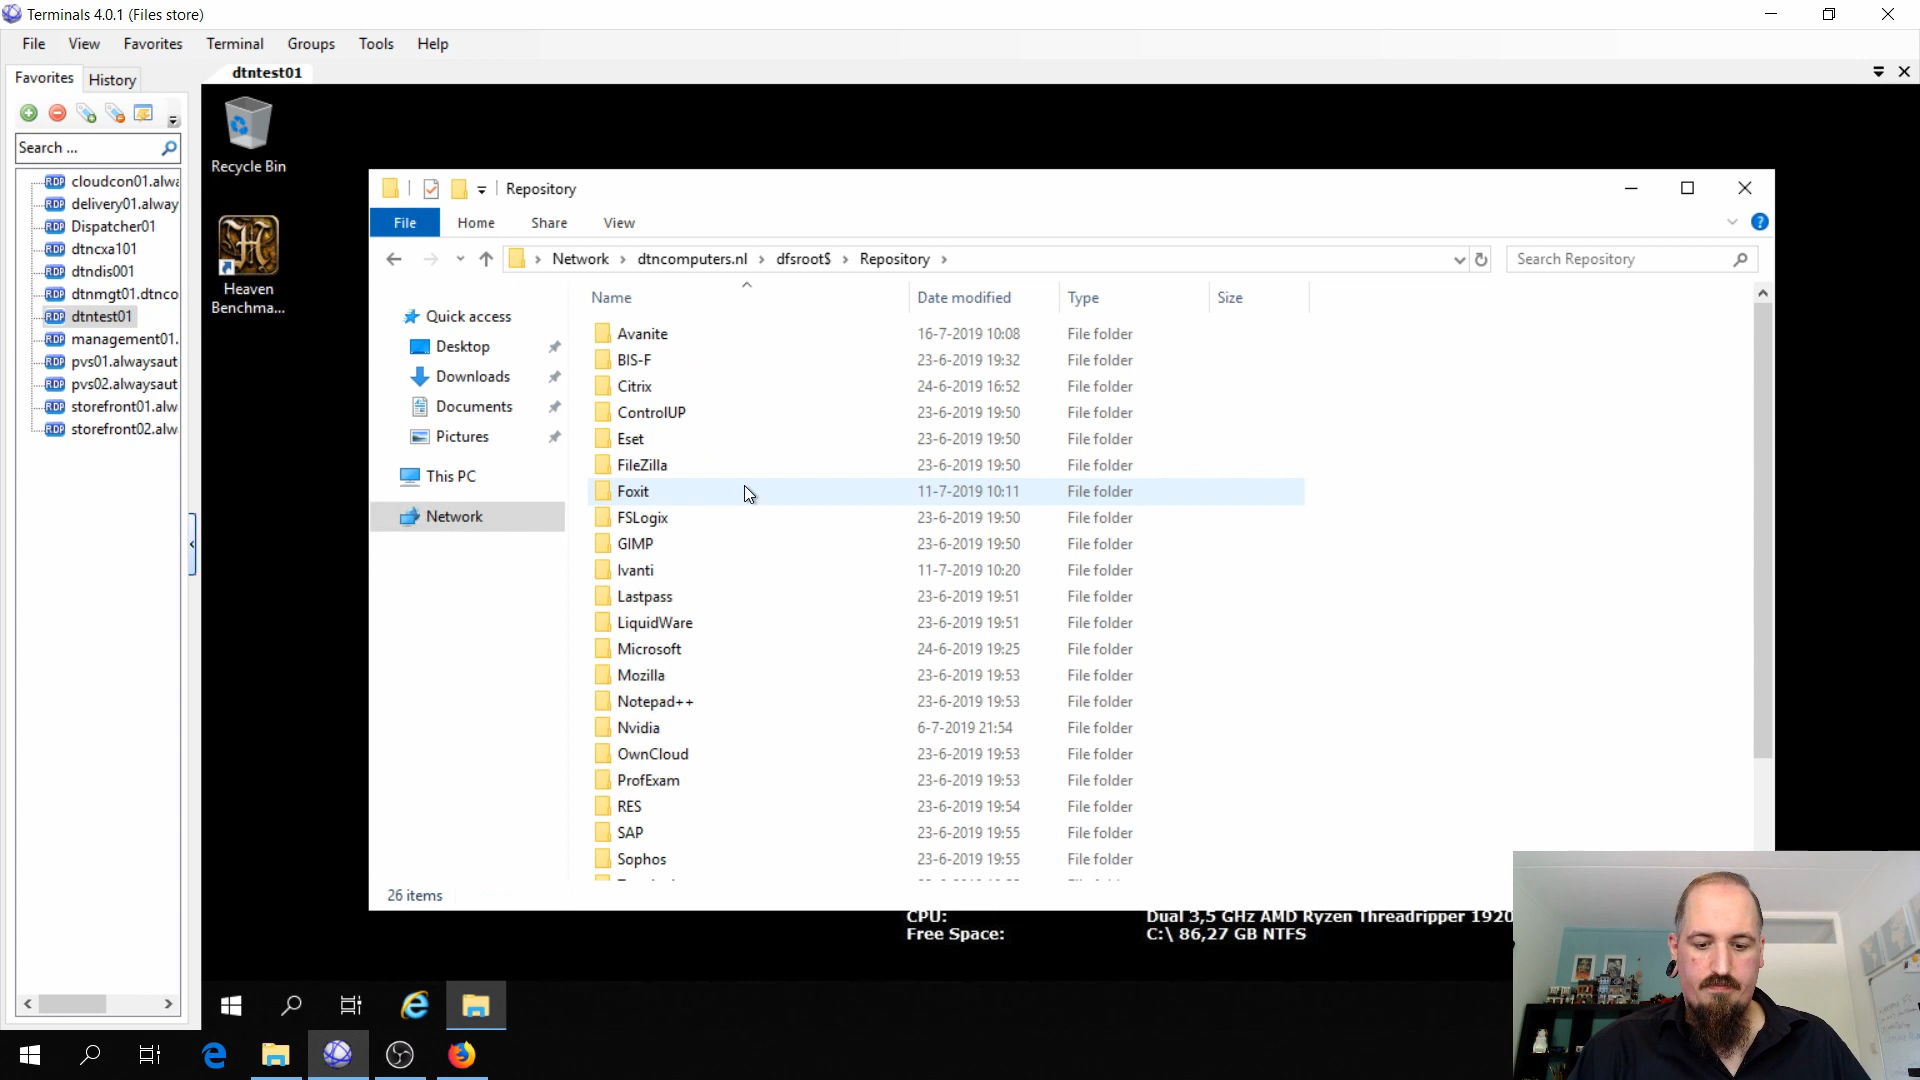 Terminals 4.0.1 (Files store)
File View Favorites Terminal Groups Tools Help
Favorites History
dtntest01
Search ...
cloudcon01.alwa
delivery01.alway
Dispatcher01
dtncxa101
dtndis001
dtnmgt01.dtnco
dtntest01
management01.
pvs01.alwaysaut
pvs02.alwaysaut
storefront01.alw
storefront02.alw
Recycle Bin
Heaven
Benchma...
Repository
File Home Share View
Network dtncomputers.nl dfsroot$ Repository
Search Repository
Quick access
Desktop
Downloads
Documents
Pictures
This PC
Network
Name Date modified Type Size
Avanite 16-7-2019 10:08 File folder
BIS-F 23-6-2019 19:32 File folder
Citrix 24-6-2019 16:52 File folder
ControlUP 23-6-2019 19:50 File folder
Eset 23-6-2019 19:50 File folder
FileZilla 23-6-2019 19:50 File folder
Foxit 11-7-2019 10:11 File folder
FSLogix 23-6-2019 19:50 File folder
GIMP 23-6-2019 19:50 File folder
Ivanti 11-7-2019 10:20 File folder
Lastpass 23-6-2019 19:51 File folder
LiquidWare 23-6-2019 19:51 File folder
Microsoft 24-6-2019 19:25 File folder
Mozilla 23-6-2019 19:53 File folder
Notepad++ 23-6-2019 19:53 File folder
Nvidia 6-7-2019 21:54 File folder
OwnCloud 23-6-2019 19:53 File folder
ProfExam 23-6-2019 19:53 File folder
RES 23-6-2019 19:54 File folder
SAP 23-6-2019 19:55 File folder
Sophos 23-6-2019 19:55 File folder
26 items
CPU: Dual 3,5 GHz AMD Ryzen Threadripper 1920
Free Space: C:\ 86,27 GB NTFS